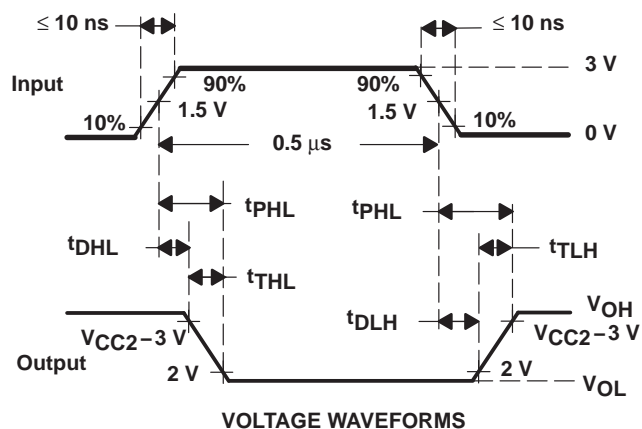 ≤ 10 ns ≤ 10 ns
3 V
Input 90% 90%
1.5 V 1.5 V
10% 10% 0 V
0.5 μs
tPHL tPHL
tDHL tTLH
tTHL
tDLH VOH
VCC2−3 V VCC2−3 V
Output
2 V 2 V
VOL
VOLTAGE WAVEFORMS